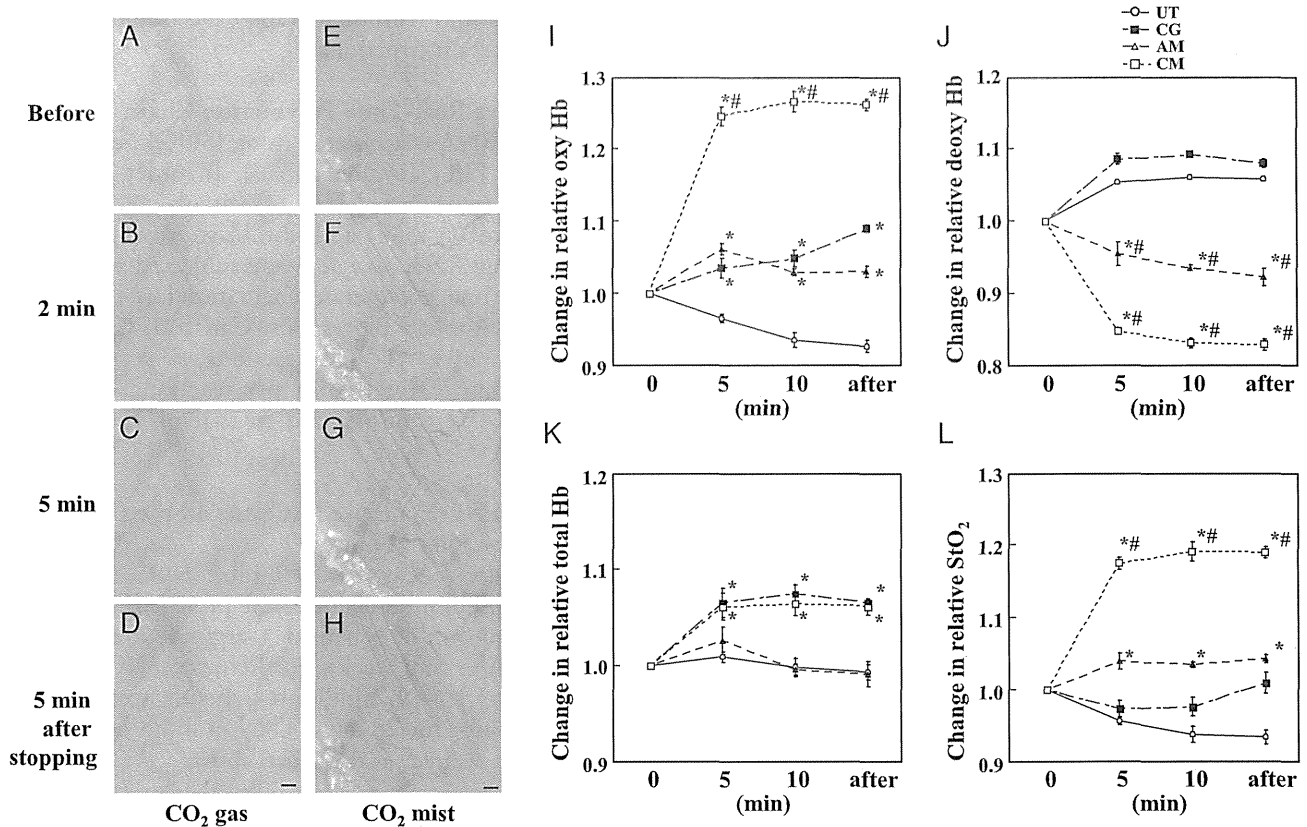 A
E
Before
B
F
2 min
C
G
5 min
D
H
5 min
after
stopping
CO₂ gas
CO₂ mist
UT
CG
AM
CM
I
Change in relative oxy Hb
1.3
1.2
1.1
1.0
0.9
*# *# *#
* * *
* * *
0 5 10 after
(min)
J
Change in relative deoxy Hb
1.2
1.1
1.0
0.9
0.8
*# *# *#
*# *# *#
0 5 10 after
(min)
K
Change in relative total Hb
1.2
1.1
1.0
0.9
* * *
* * *
0 5 10 after
(min)
L
Change in relative StO₂
1.3
1.2
1.1
1.0
0.9
*# *# *#
* * *
0 5 10 after
(min)